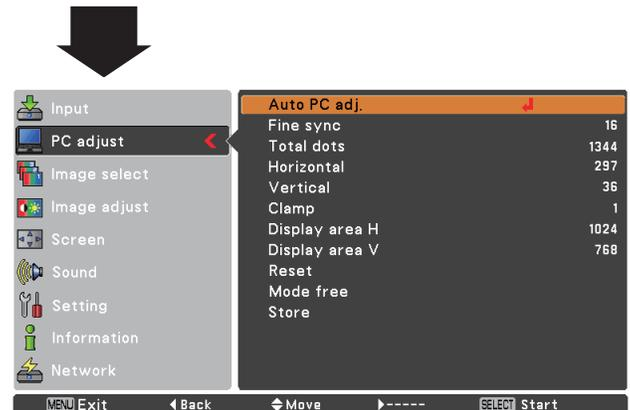 Input
PC adjust
Image select
Image adjust
Screen
Sound
Setting
Information
Network
Auto PC adj.
Fine sync 16
Total dots 1344
Horizontal 297
Vertical 36
Clamp 1
Display area H 1024
Display area V 768
Reset
Mode free
Store
MENU Exit Back Move ----- SELECT Start